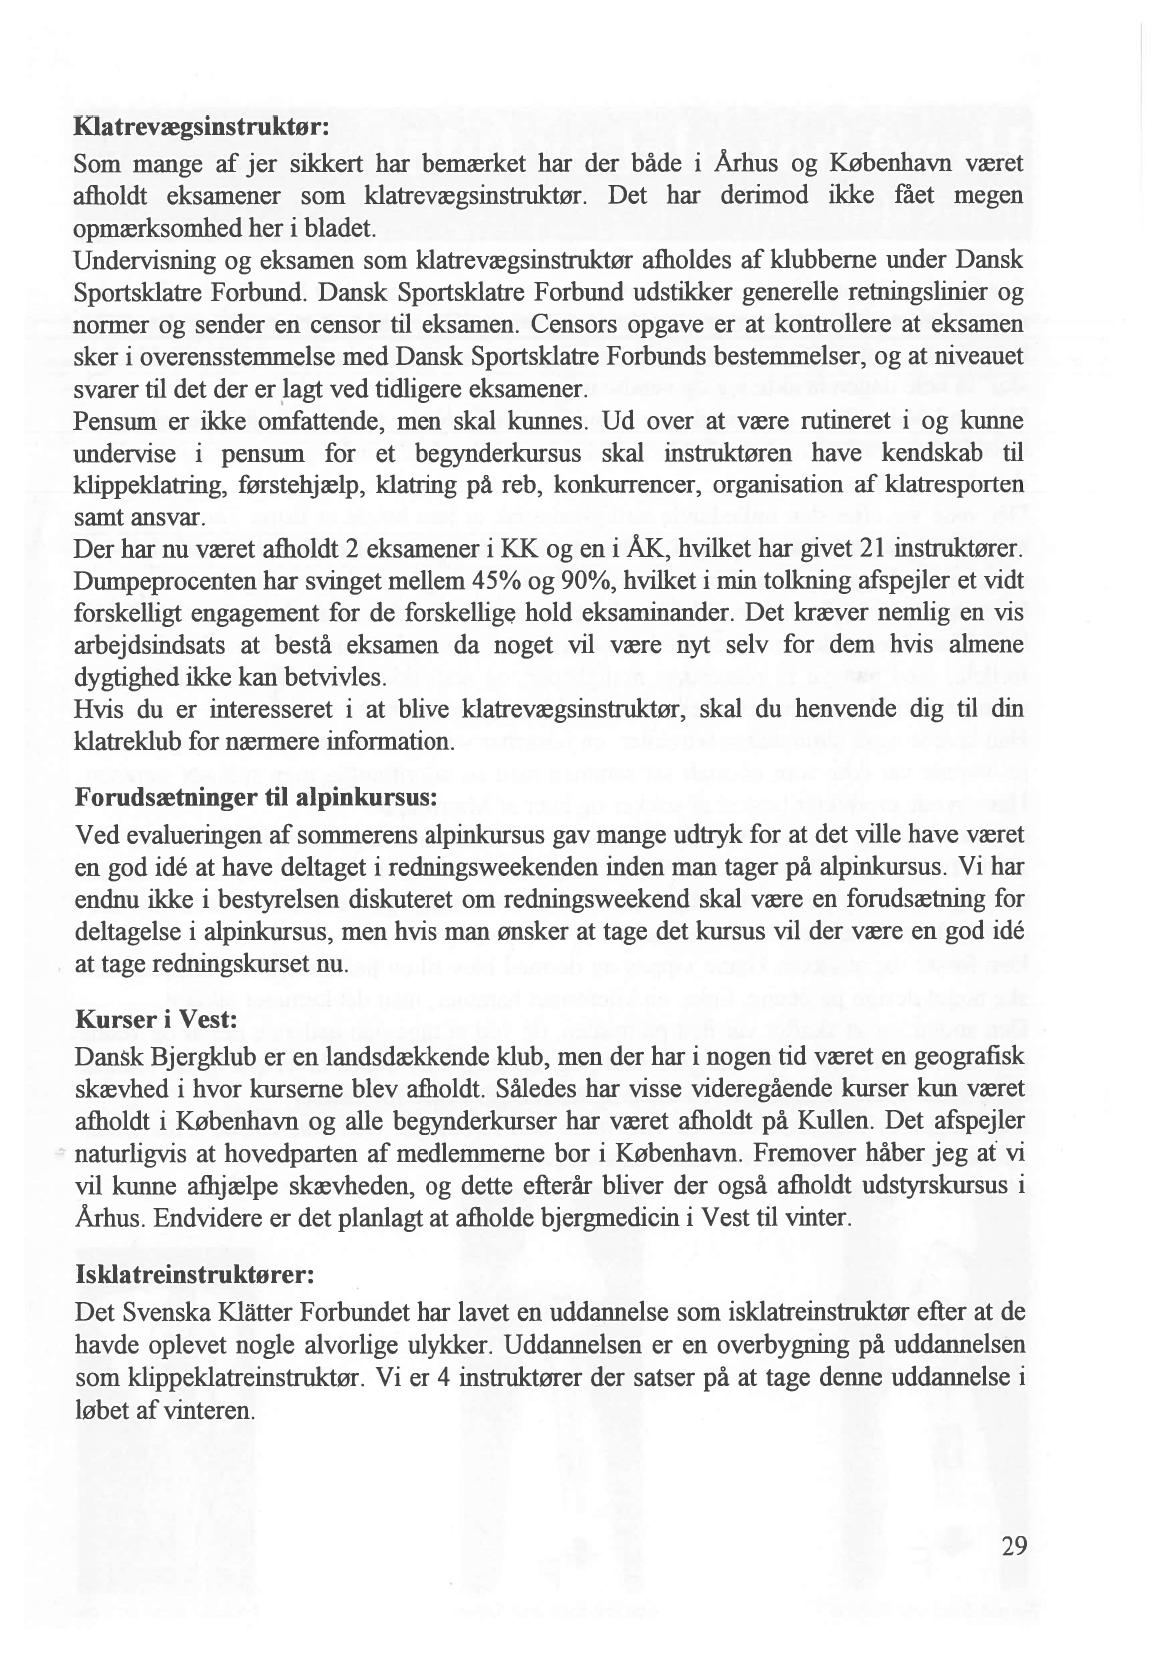 Klatrevægsinstruktør:
Som mange af jer sikkert har bemærket har der både i Århus og København været
afholdt eksamener som klatrevægsinstruktør. Det har derimod ikke fået megen
opmærksomhed her i bladet.
Undervisning og eksamen som klatrevægsinstruktør afholdes af klubberne under Dansk
Sportsklatre Forbund. Dansk Sportsklatre Forbund udstikker generelle retningslinier og
normer og sender en censor til eksamen. Censors opgave er at kontrollere at eksamen
sker i overensstemmelse med Dansk Sportsklatre Forbunds bestemmelser, og at niveauet
svarer til det der er lagt ved tidligere eksamener.
Pensum er ikke omfattende, men skal kunnes. Ud over at være rutineret i og kunne
undervise i pensum for et begynderkursus skal instruktøren have kendskab til
klippeklatring, førstehjælp, klatring på reb, konkurrencer, organisation af klatresporten
samt ansvar.
Der har nu været afholdt 2 eksamener i KK og en i ÅK, hvilket har givet 21 instruktører.
Dumpeprocenten har svinget mellem 45% og 90%, hvilket i min tolkning afspejler et vidt
forskelligt engagement for de forskellige hold eksaminander. Det kræver nemlig en vis
arbejdsindsats at bestå eksamen da noget vil være nyt selv for dem hvis almene
dygtighed ikke kan betvivles.
Hvis du er interesseret i at blive klatrevægsinstruktør, skal du henvende dig til din
klatreklub for nærmere information.
Forudsætninger til alpinkursus:
Ved evalueringen af sommerens alpinkursus gav mange udtryk for at det ville have været
en god idé at have deltaget i redningsweekenden inden man tager på alpinkursus. Vi har
endnu ikke i bestyrelsen diskuteret om redningsweekend skal være en forudsætning for
deltagelse i alpinkursus, men hvis man ønsker at tage det kursus vil der være en god idé
at tage redningskurset nu.
Kurser i Vest:
Dansk Bjergklub er en landsdækkende klub, men der har i nogen tid været en geografisk
skævhed i hvor kurserne blev afholdt. Således har visse videregående kurser kun været
afholdt i København og alle begynderkurser har været afholdt på Kullen. Det afspejler
naturligvis at hovedparten af medlemmerne bor i København. Fremover håber jeg at vi
vil kunne afhjælpe skævheden, og dette efterår bliver der også afholdt udstyrskursus i
Århus. Endvidere er det planlagt at afholde bjergmedicin i Vest til vinter.
Isklatreinstruktører:
Det Svenska Klätter Forbundet har lavet en uddannelse som isklatreinstruktør efter at de
havde oplevet nogle alvorlige ulykker. Uddannelsen er en overbygning på uddannelsen
som klippeklatreinstruktør. Vi er 4 instruktører der satser på at tage denne uddannelse i
løbet af vinteren.
29